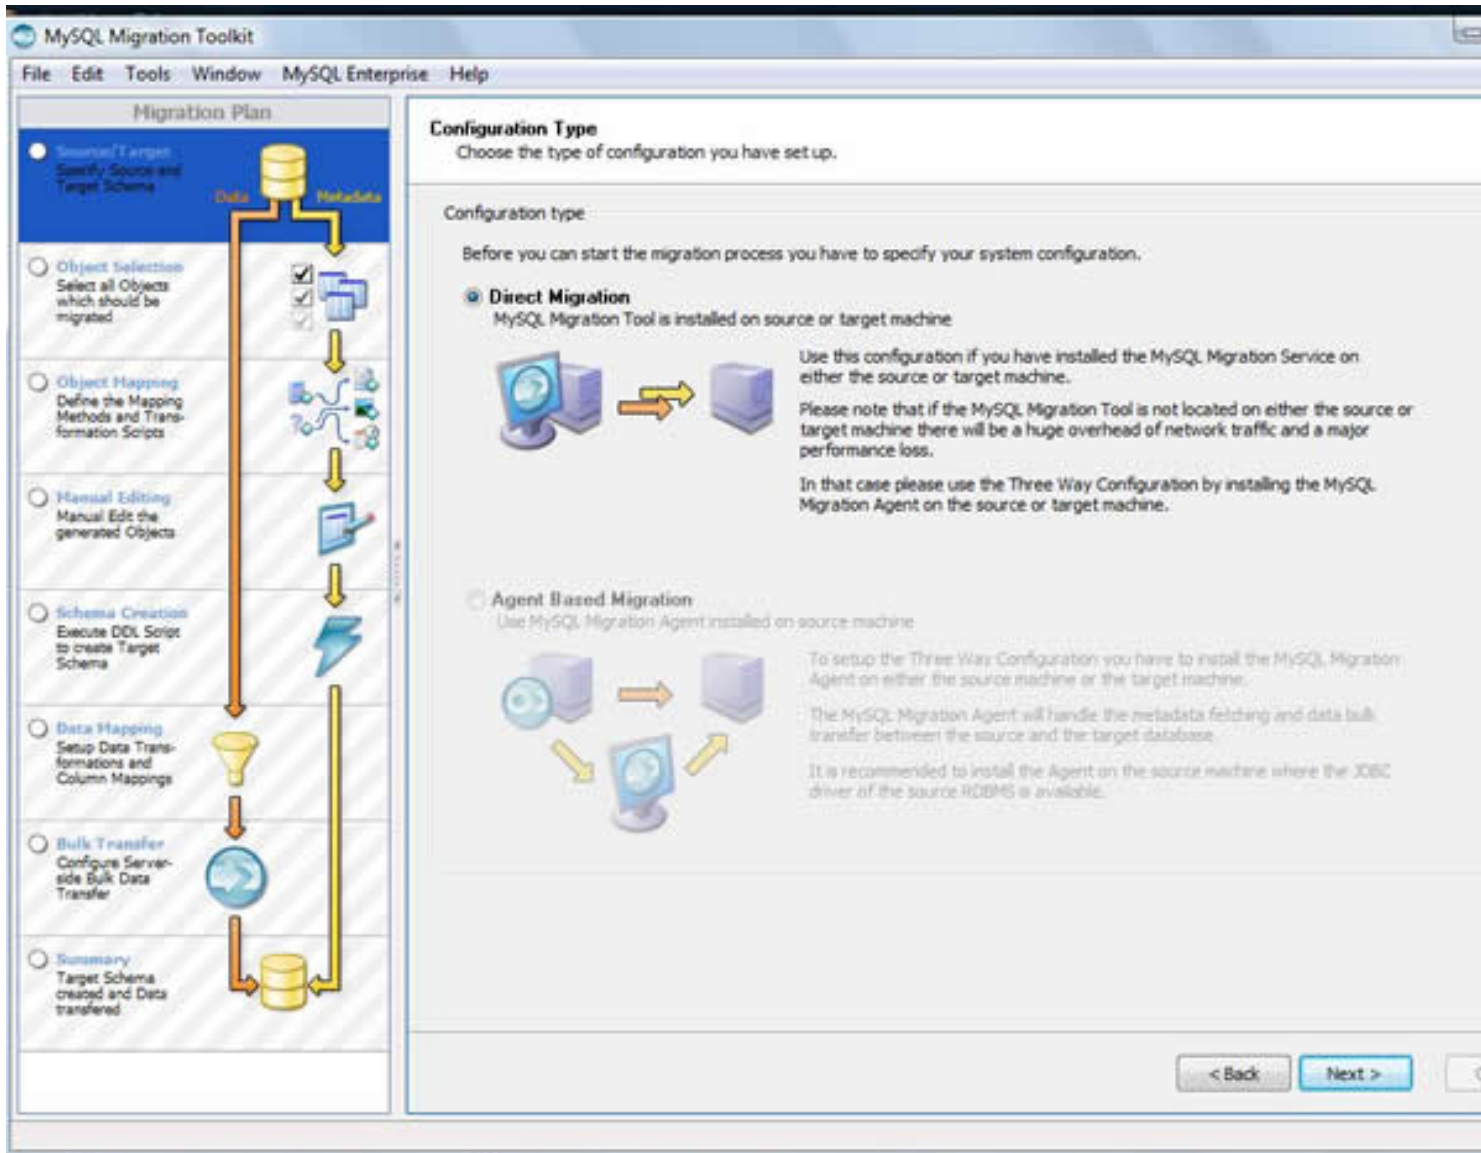 MySQL Migration Toolkit
File Edit Tools Window MySQL Enterprise Help
Migration Plan
Source/Target
Specify Source and
Target Schema
Data
Metadata
Object Selection
Select all Objects
which should be
migrated
Object Mapping
Define the Mapping
Methods and Trans-
formation Scripts
Manual Editing
Manual Edit the
generated Objects
Schema Creation
Execute DDL Script
to create Target
Schema
Data Mapping
Setup Data Trans-
formations and
Column Mappings
Bulk Transfer
Configure Server-
side Bulk Data
Transfer
Summary
Target Schema
created and Data
transfered
Configuration Type
Choose the type of configuration you have set up.
Configuration type
Before you can start the migration process you have to specify your system configuration.
Direct Migration
MySQL Migration Tool is installed on source or target machine
Use this configuration if you have installed the MySQL Migration Service on
either the source or target machine.
Please note that if the MySQL Migration Tool is not located on either the source or
target machine there will be a huge overhead of network traffic and a major
performance loss.
In that case please use the Three Way Configuration by installing the MySQL
Migration Agent on the source or target machine.
Agent Based Migration
Use MySQL Migration Agent installed on source machine
To setup the Three Way Configuration you have to install the MySQL Migration
Agent on either the source machine or the target machine.
The MySQL Migration Agent will handle the metadata fetching and data bulk
transfer between the source and the target database
It is recommended to install the Agent on the source machine where the JDBC
driver of the source RDBMS is available.
< Back
Next >